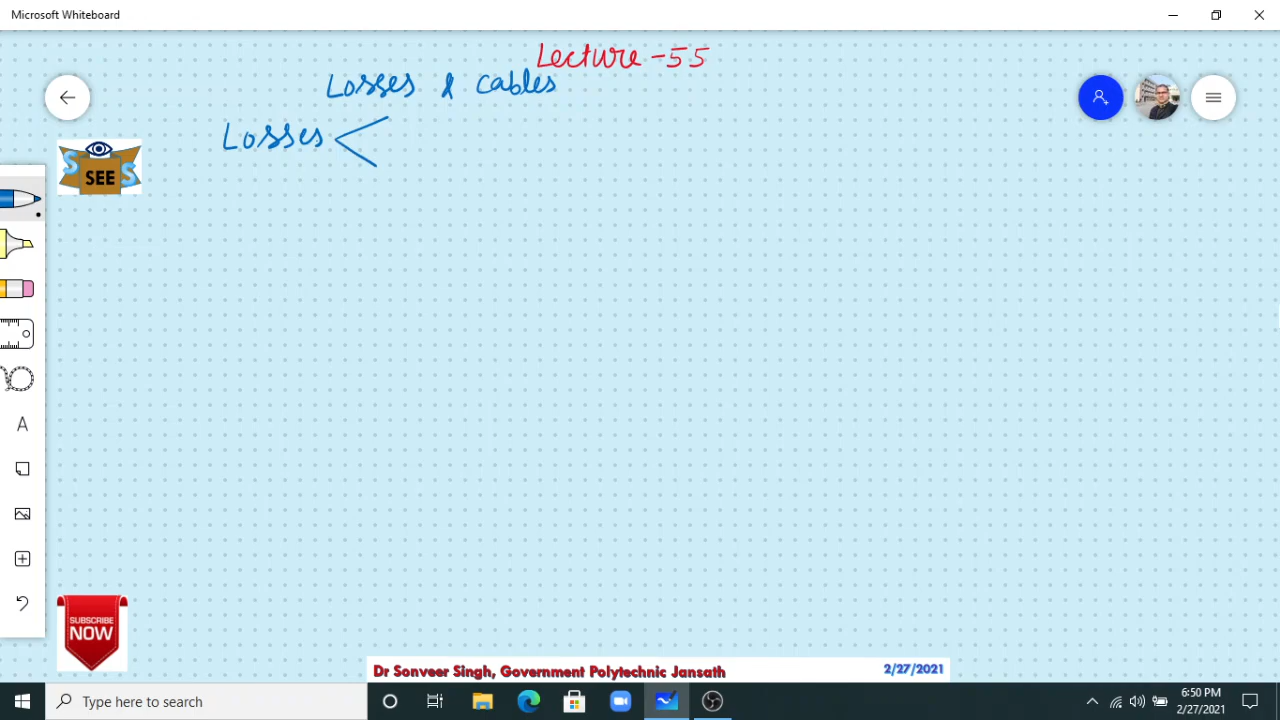 Microsoft Whiteboard
Lecture - 55
Losses & Cables
Losses
S SEE S
A
SUBSCRIBE
NOW
Dr Sonveer Singh, Government Polytechnic Jansath 2/27/2021
Type here to search
6:50 PM
2/27/2021